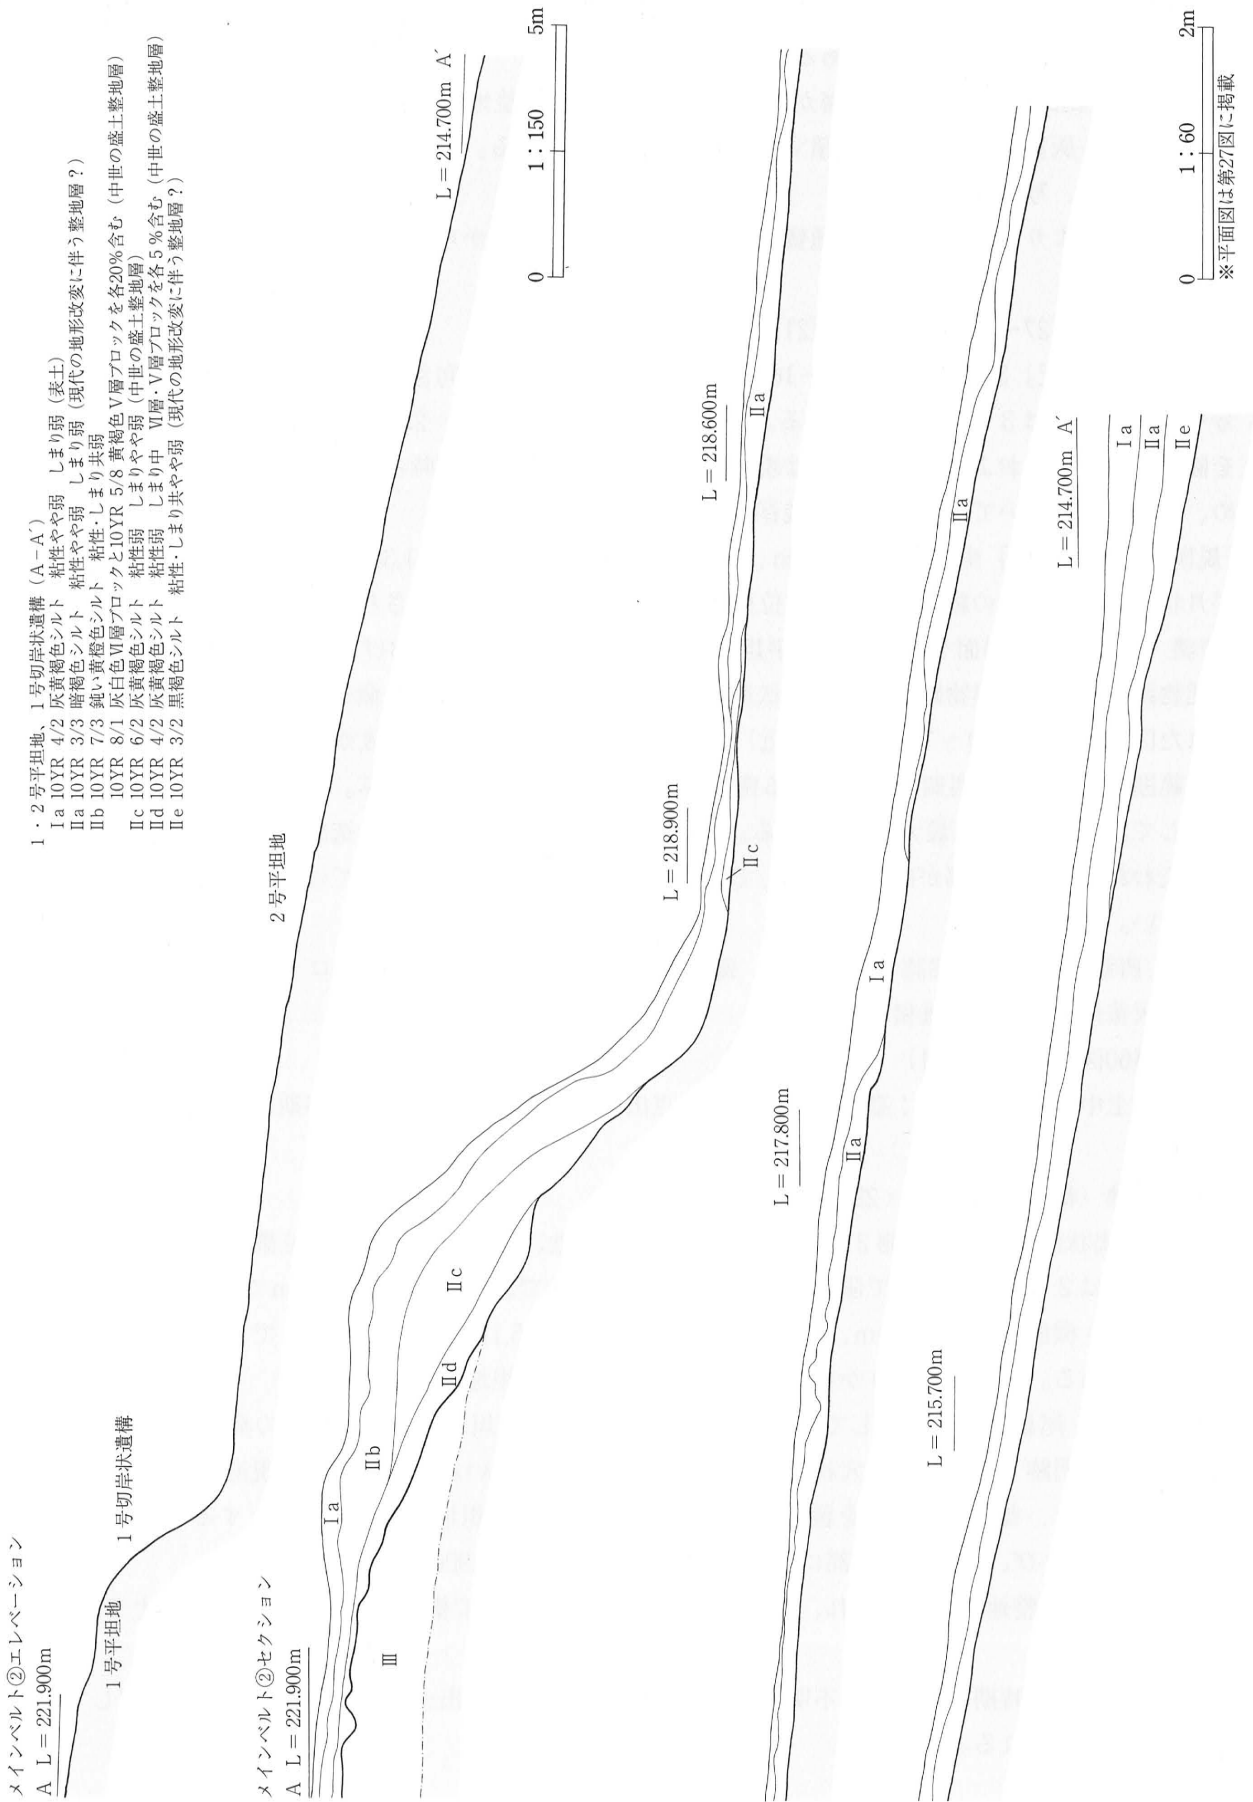 1・2号平坦地、1号切岸状遺構（A－A´）
Ⅰa 10YR 4/2 灰黄褐色シルト　粘性やや弱　しまり弱（表土）
Ⅱa 10YR 3/3 暗褐色シルト　粘性やや弱　しまり弱（現代の地形改変に伴う整地層？）
Ⅱb 10YR 7/3 鈍い黄橙色シルト　粘性・しまり共弱
10YR 8/1 灰白色Ⅵ層ブロックと10YR 5/8 黄褐色Ⅴ層ブロックを各20％含む（中世の盛土整地層）
Ⅱc 10YR 6/2 灰黄褐色シルト　粘性弱　しまりやや弱（中世の盛土整地層）
Ⅱd 10YR 4/2 灰黄褐色シルト　粘性弱　しまり中　Ⅵ層・Ⅴ層ブロックを各5％含む（中世の盛土整地層）
Ⅱe 10YR 3/2 黒褐色シルト　粘性・しまり共やや弱（現代の地形改変に伴う整地層？）
メインベルト②エレベーション
A　L＝221.900m
1号平坦地
1号切岸状遺構
2号平坦地
L＝214.700m　A´
0
1：150
5m
メインベルト②セクション
A　L＝221.900m
Ⅰa
Ⅱb
Ⅲ
Ⅱd
Ⅱc
L＝218.900m
Ⅱc
L＝218.600m
Ⅱa
L＝217.800m
Ⅱa
Ⅰa
Ⅱa
L＝215.700m
L＝214.700m　A´
Ⅰa
Ⅱa
Ⅱe
0
1：60
2m
※平面図は第27図に掲載